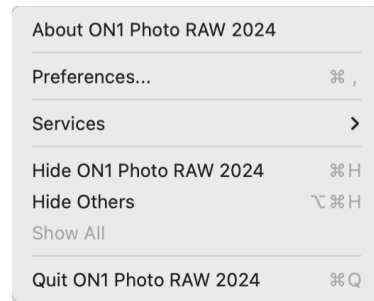 About ON1 Photo RAW 2024
Preferences... ⌘ ,
Services >
Hide ON1 Photo RAW 2024 ⌘H
Hide Others ⌥⌘H
Show All
Quit ON1 Photo RAW 2024 ⌘Q